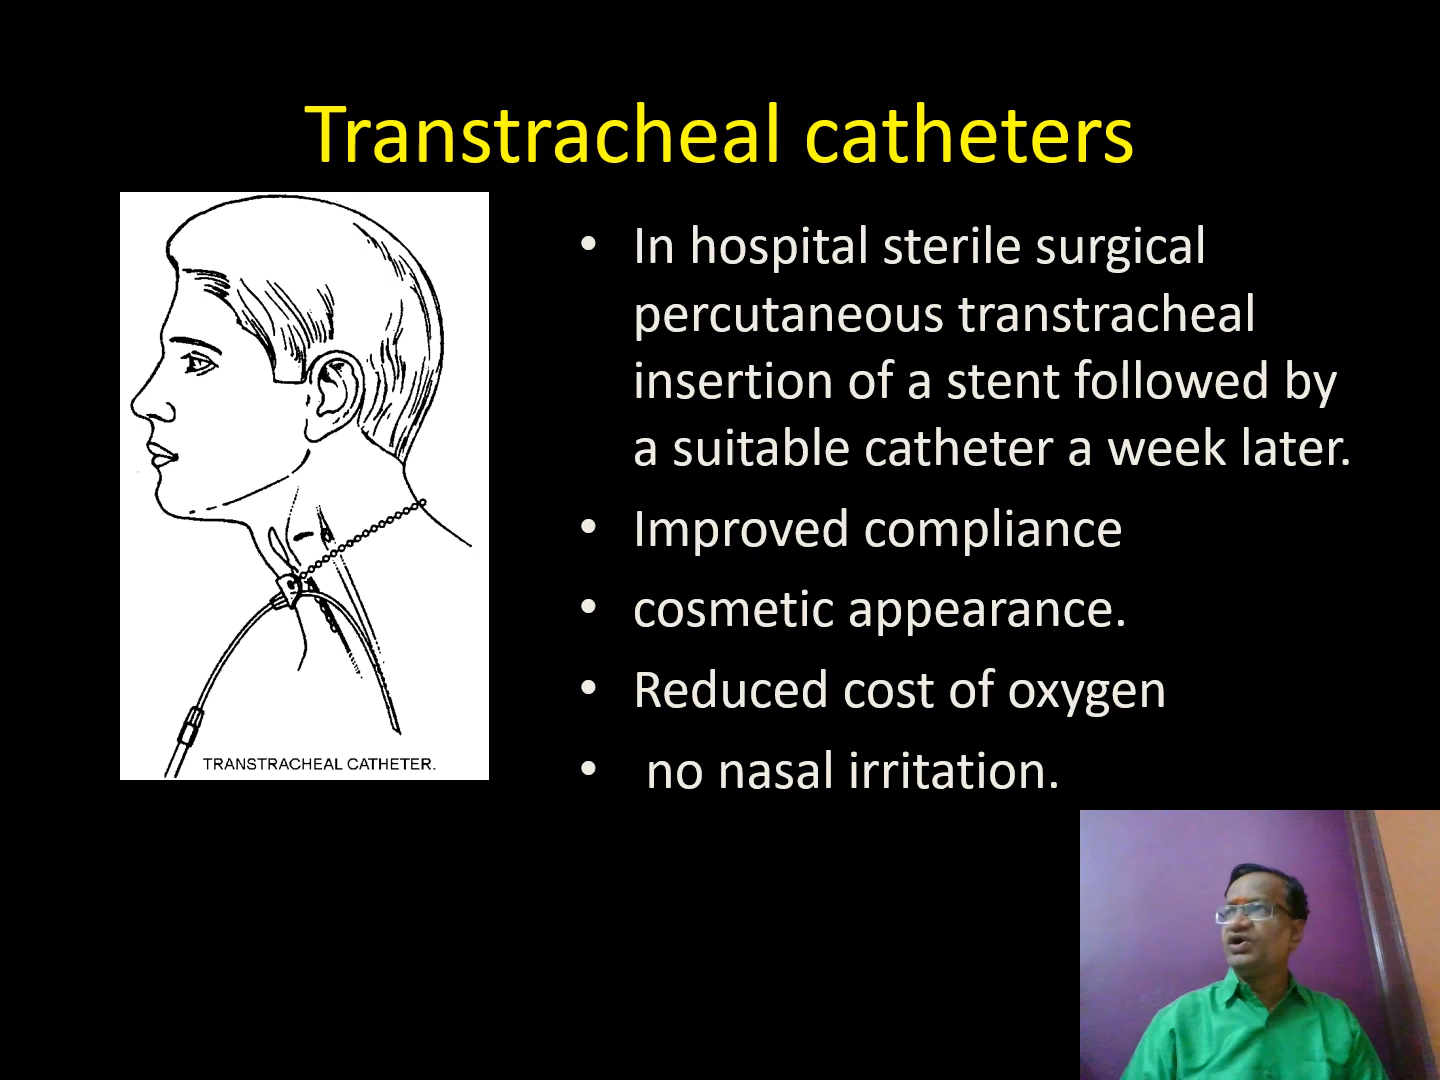 Transtracheal catheters
• In hospital sterile surgical
percutaneous transtracheal
insertion of a stent followed by
a suitable catheter a week later.
• Improved compliance
• cosmetic appearance.
• Reduced cost of oxygen
• no nasal irritation.
TRANSTRACHEAL CATHETER.